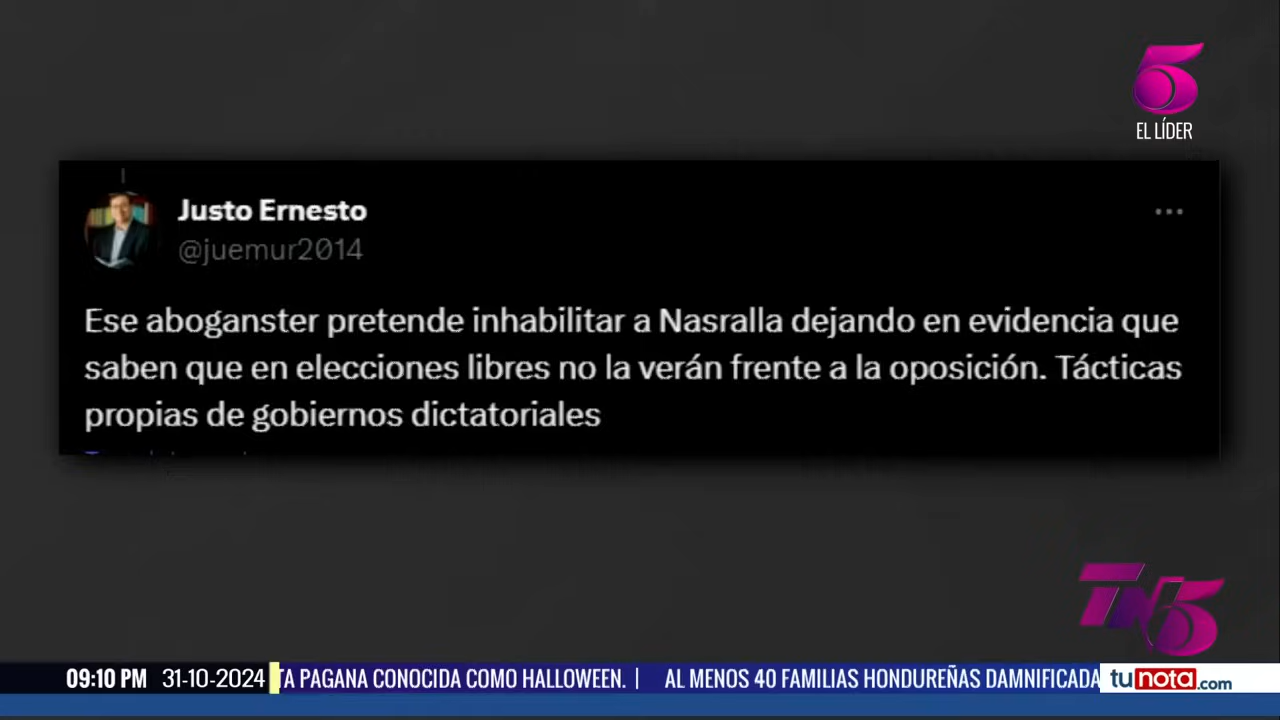 5
EL LÍDER
Justo Ernesto
@juemur2014
Ese aboganster pretende inhabilitar a Nasralla dejando en evidencia que
saben que en elecciones libres no la verán frente a la oposición. Tácticas
propias de gobiernos dictatoriales
TN5
09:10 PM 31-10-2024 TA PAGANA CONOCIDA COMO HALLOWEEN. | AL MENOS 40 FAMILIAS HONDUREÑAS DAMNIFICADA tunota.com